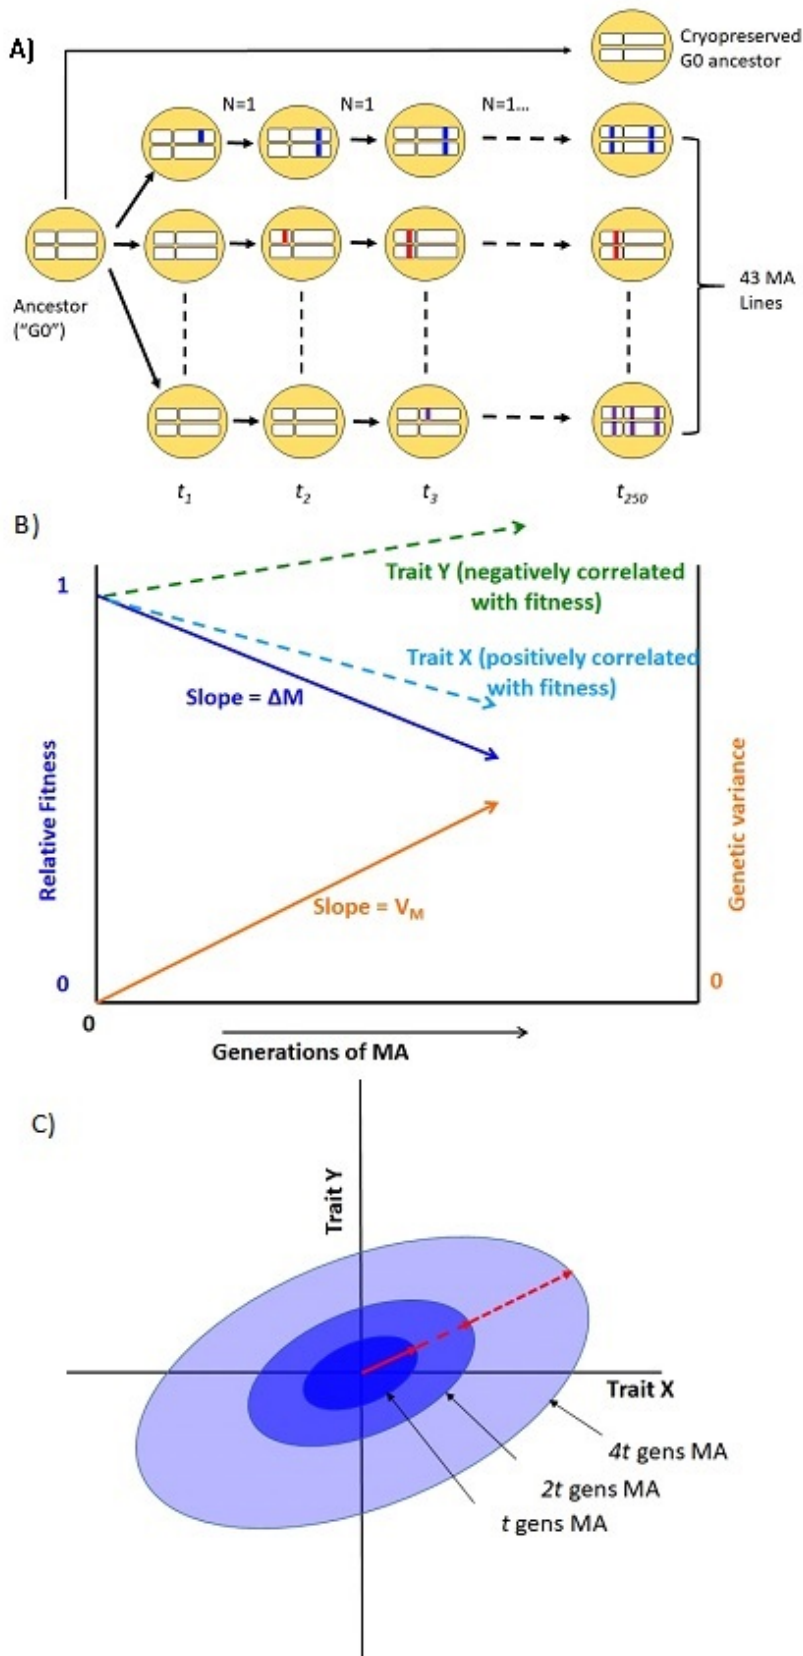 A)
Cryopreserved
G0 ancestor
N=1
N=1
N=1...
Ancestor
("G0")
43 MA
Lines
t1
t2
t3
t250
B)
1
Trait Y (negatively correlated
with fitness)
Trait X (positively correlated
with fitness)
Slope = ΔM
Relative Fitness
Genetic variance
Slope = VM
0
0
0
Generations of MA
C)
Trait Y
Trait X
4t gens MA
2t gens MA
t gens MA